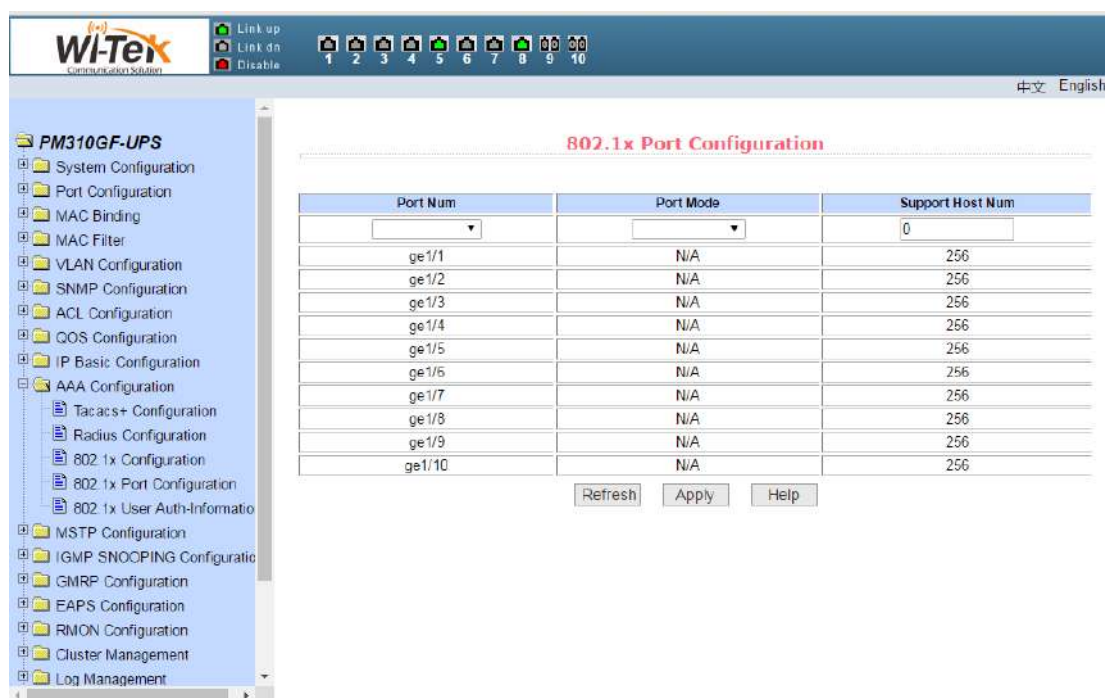 Wi-Tek
Communication Solution
Link up
Link dn
Disable
1 2 3 4 5 6 7 8 9 10
中文 English
PM310GF-UPS
System Configuration
Port Configuration
MAC Binding
MAC Filter
VLAN Configuration
SNMP Configuration
ACL Configuration
QOS Configuration
IP Basic Configuration
AAA Configuration
Tacacs+ Configuration
Radius Configuration
802.1x Configuration
802.1x Port Configuration
802.1x User Auth-Informatio
MSTP Configuration
IGMP SNOOPING Configuratio
GMRP Configuration
EAPS Configuration
RMON Configuration
Cluster Management
Log Management
802.1x Port Configuration
Port Num Port Mode Support Host Num
0
ge1/1 N/A 256
ge1/2 N/A 256
ge1/3 N/A 256
ge1/4 N/A 256
ge1/5 N/A 256
ge1/6 N/A 256
ge1/7 N/A 256
ge1/8 N/A 256
ge1/9 N/A 256
ge1/10 N/A 256
Refresh Apply Help